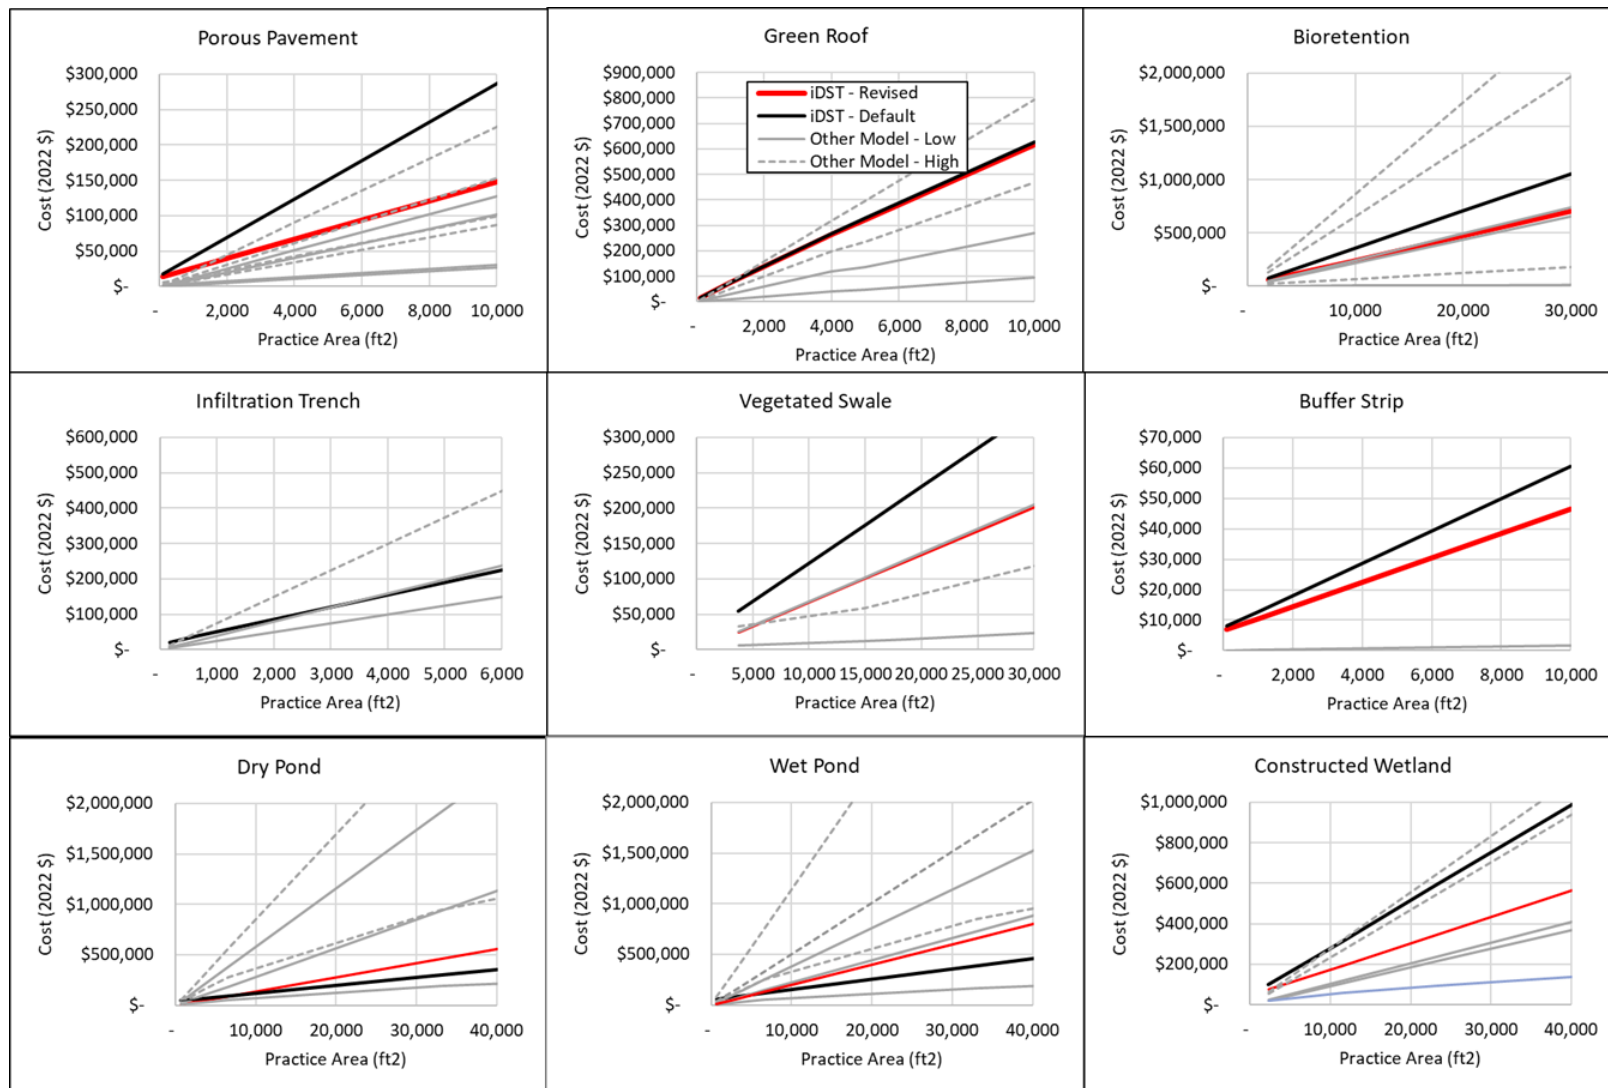 Porous Pavement
$300,000
$250,000
$200,000
$150,000
$100,000
$50,000
$-
Cost (2022 $)
- 2,000 4,000 6,000 8,000 10,000
Practice Area (ft2)
Green Roof
$900,000
$800,000
$700,000
$600,000
$500,000
$400,000
$300,000
$200,000
$100,000
$-
Cost (2022 $)
iDST - Revised
iDST - Default
Other Model - Low
Other Model - High
- 2,000 4,000 6,000 8,000 10,000
Practice Area (ft2)
Bioretention
$2,000,000
$1,500,000
$1,000,000
$500,000
$-
Cost (2022 $)
- 10,000 20,000 30,000
Practice Area (ft2)
Infiltration Trench
$600,000
$500,000
$400,000
$300,000
$200,000
$100,000
$-
Cost (2022 $)
- 1,000 2,000 3,000 4,000 5,000 6,000
Practice Area (ft2)
Vegetated Swale
$300,000
$250,000
$200,000
$150,000
$100,000
$50,000
$-
Cost (2022 $)
- 5,000 10,000 15,000 20,000 25,000 30,000
Practice Area (ft2)
Buffer Strip
$70,000
$60,000
$50,000
$40,000
$30,000
$20,000
$10,000
$-
Cost (2022 $)
- 2,000 4,000 6,000 8,000 10,000
Practice Area (ft2)
Dry Pond
$2,000,000
$1,500,000
$1,000,000
$500,000
$-
Cost (2022 $)
- 10,000 20,000 30,000 40,000
Practice Area (ft2)
Wet Pond
$2,000,000
$1,500,000
$1,000,000
$500,000
$-
Cost (2022 $)
- 10,000 20,000 30,000 40,000
Practice Area (ft2)
Constructed Wetland
$1,000,000
$800,000
$600,000
$400,000
$200,000
$-
Cost (2022 $)
- 10,000 20,000 30,000 40,000
Practice Area (ft2)